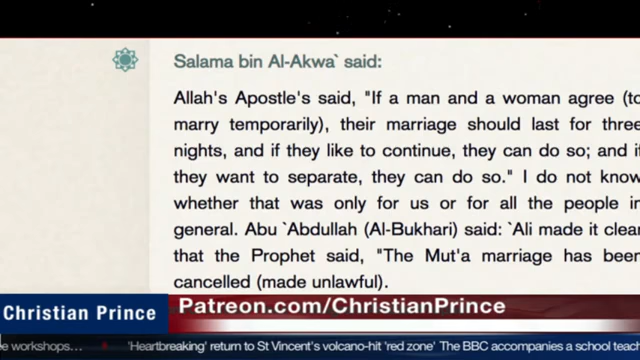 Salama bin Al-Akwa` said:
Allah's Apostle's said, "If a man and a woman agree (to
marry temporarily), their marriage should last for three
nights, and if they like to continue, they can do so; and if
they want to separate, they can do so." I do not know
whether that was only for us or for all the people in
general. Abu `Abdullah (Al-Bukhari) said: `Ali made it clear
that the Prophet said, "The Mut'a marriage has been
cancelled (made unlawful).
Christian Prince
Patreon.com/ChristianPrince
workshops... 'Heartbreaking' return to St Vincent's volcano-hit 'red zone' The BBC accompanies a school